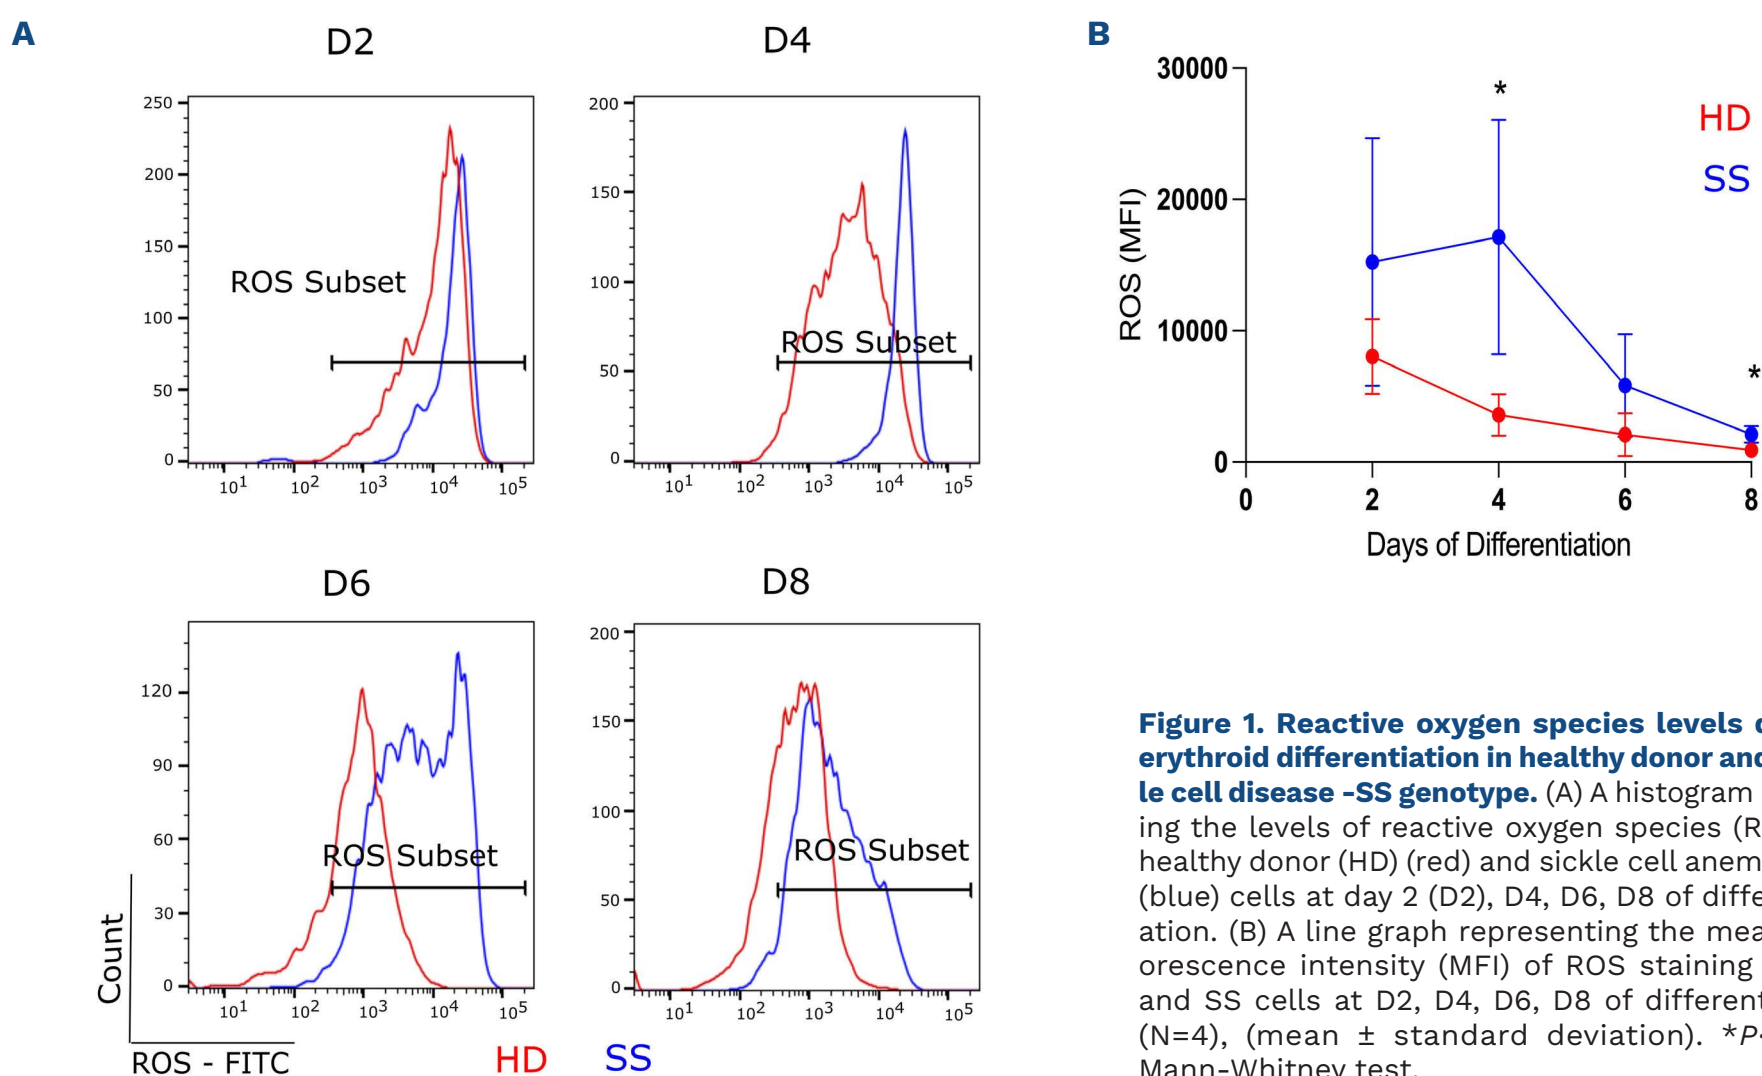 A
D2
250
200
150
100
50
0
ROS Subset
10¹ 10² 10³ 10⁴ 10⁵
D4
200
150
100
50
0
ROS Subset
10¹ 10² 10³ 10⁴ 10⁵
D6
120
90
60
30
0
ROS Subset
10¹ 10² 10³ 10⁴ 10⁵
D8
200
150
100
50
0
ROS Subset
10¹ 10² 10³ 10⁴ 10⁵
Count
ROS - FITC
HD SS
B
30000
20000
10000
0
ROS (MFI)
*
*
HD
SS
0 2 4 6 8
Days of Differentiation
Figure 1. Reactive oxygen species levels
erythroid differentiation in healthy donor and
le cell disease -SS genotype. (A) A histogram
ing the levels of reactive oxygen species (R
healthy donor (HD) (red) and sickle cell anem
(blue) cells at day 2 (D2), D4, D6, D8 of diffe
ation. (B) A line graph representing the mea
orescence intensity (MFI) of ROS staining
and SS cells at D2, D4, D6, D8 of different
(N=4), (mean ± standard deviation). *P
Mann-Whitney test.